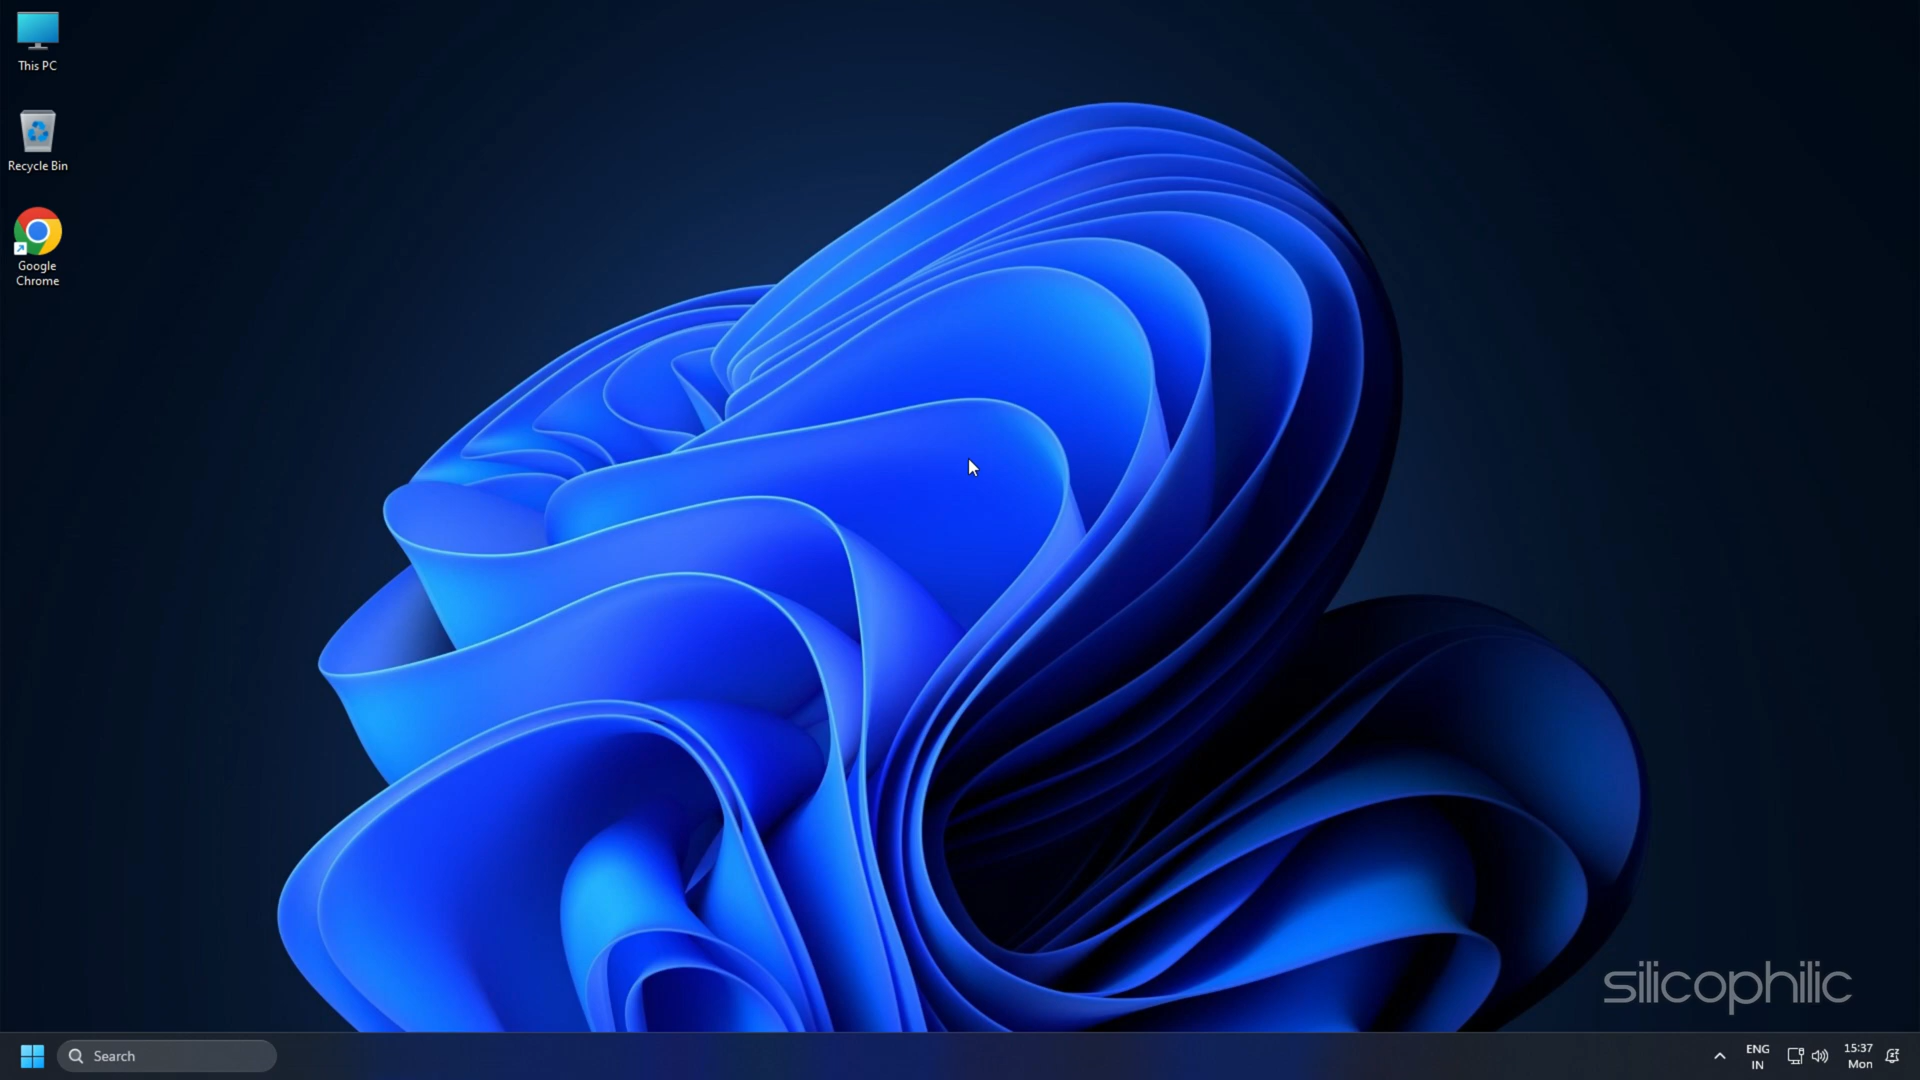 This PC
Recycle Bin
Google
Chrome
silicophilic
Search
ENG
IN
15:37
Mon